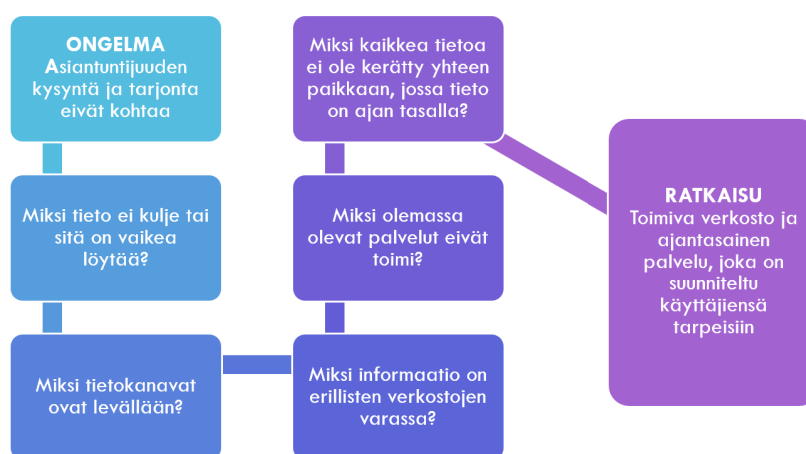 ONGELMA
Asiantuntijuuden
kysyntä ja tarjonta
eivät kohtaa
Miksi tieto ei kulje tai
sitä on vaikea
löytää?
Miksi tietokanavat
ovat levällään?
Miksi informaatio on
erillisten verkostojen
varassa?
Miksi olemassa
olevat palvelut eivät
toimi?
Miksi kaikkea tietoa
ei ole kerätty yhteen
paikkaan, jossa tieto
on ajan tasalla?
RATKAISU
Toimiva verkosto ja
ajantasainen
palvelu, joka on
suunniteltu
käyttäjiensä
tarpeisiin